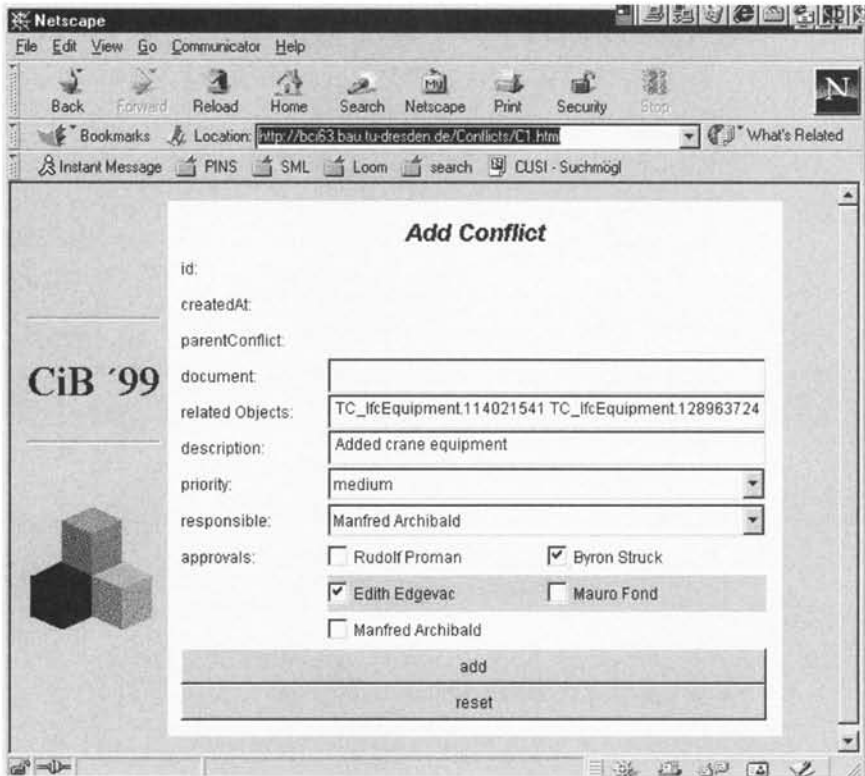 Netscape
File Edit View Go Communicator Help
Back Forward Reload Home Search Netscape Print Security Stop
My
N
Bookmarks Location: http://bci63.bau.tu-dresden.de/Conflicts/C1.htm What's Related
Instant Message PINS SML Loom search CUSI - Suchmögl
Add Conflict
id:
createdAt:
parentConflict:
CiB ´99
document:
related Objects: TC_IfcEquipment.114021541 TC_IfcEquipment.128963724
description: Added crane equipment
priority: medium
responsible: Manfred Archibald
approvals: Rudolf Proman Byron Struck
Edith Edgevac Mauro Fond
Manfred Archibald
add
reset